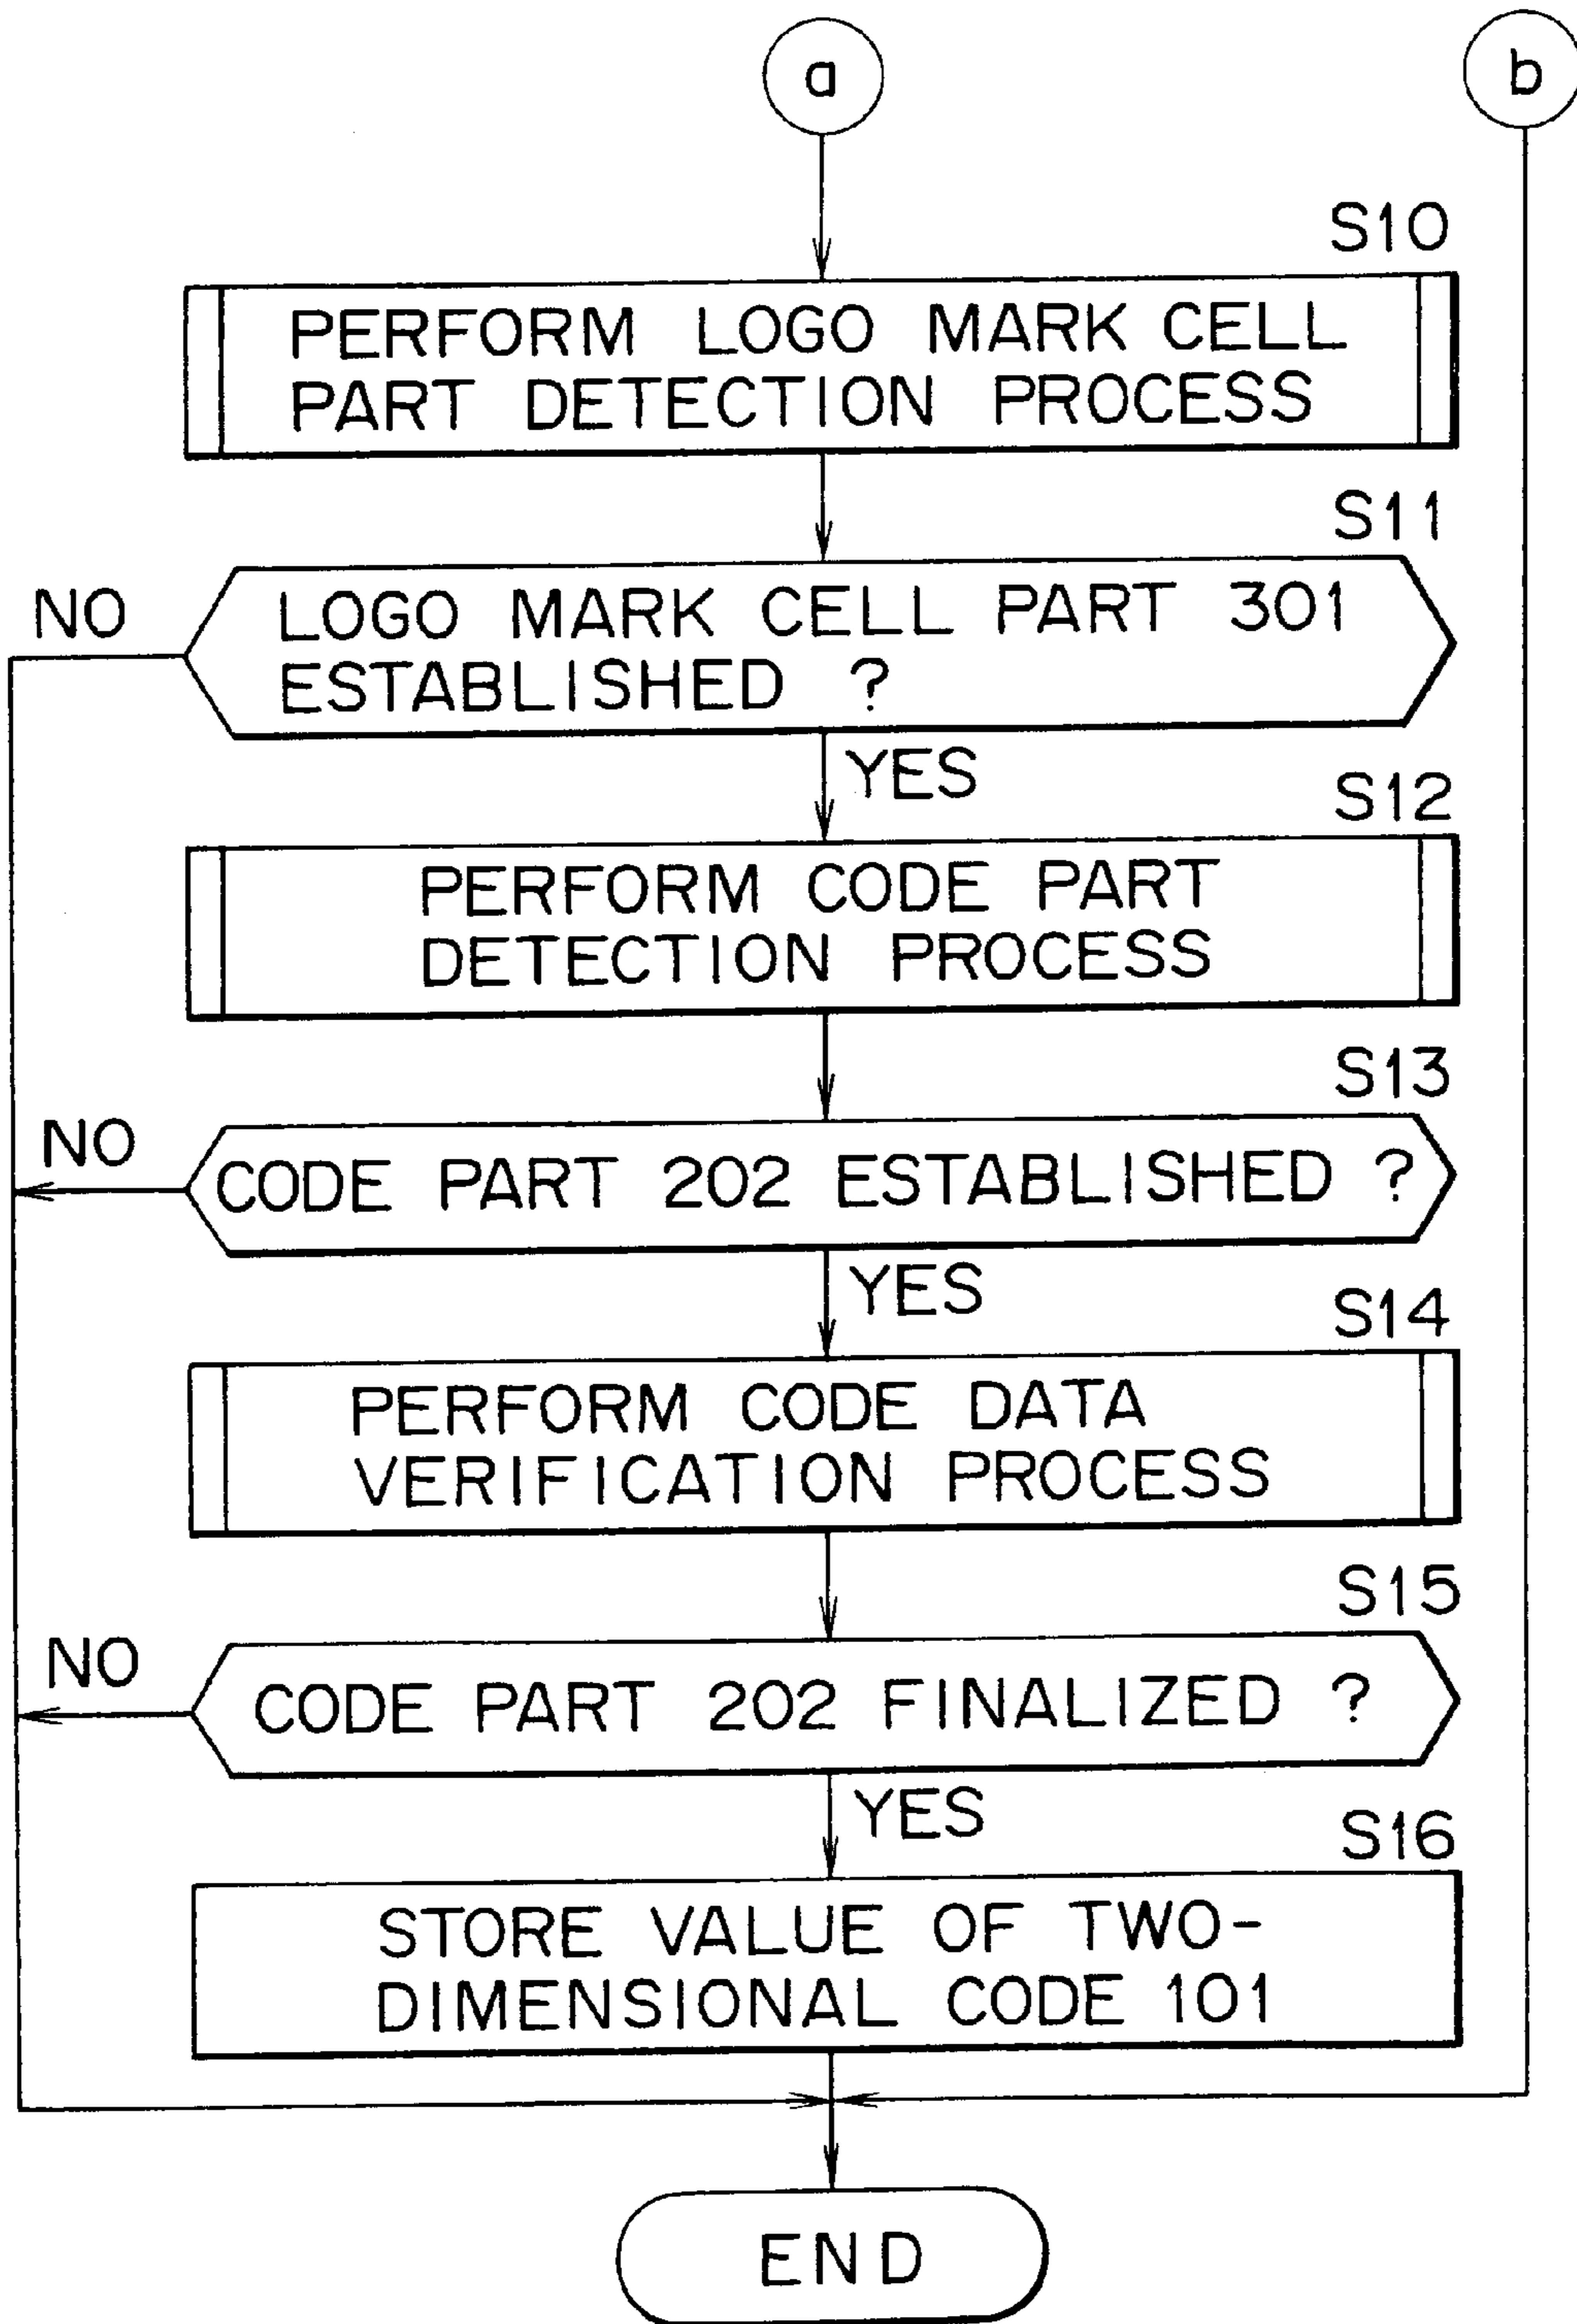 a
b
S10
PERFORM LOGO MARK CELL
PART DETECTION PROCESS
S11
NO
LOGO MARK CELL PART 301
ESTABLISHED ?
YES
S12
PERFORM CODE PART
DETECTION PROCESS
S13
NO
CODE PART 202 ESTABLISHED ?
YES
S14
PERFORM CODE DATA
VERIFICATION PROCESS
S15
NO
CODE PART 202 FINALIZED ?
YES
S16
STORE VALUE OF TWO-
DIMENSIONAL CODE 101
END